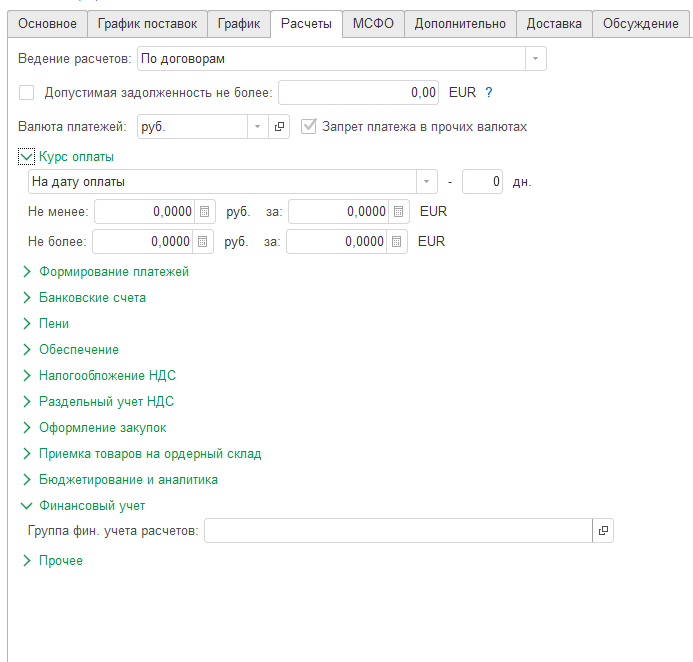 Основное График поставок График Расчеты МСФО Дополнительно Доставка Обсуждение
Ведение расчетов: По договорам
Допустимая задолженность не более: 0,00 EUR ?
Валюта платежей: руб. Запрет платежа в прочих валютах
Курс оплаты
На дату оплаты - 0 дн.
Не менее: 0,0000 руб. за: 0,0000 EUR
Не более: 0,0000 руб. за: 0,0000 EUR
Формирование платежей
Банковские счета
Пени
Обеспечение
Налогообложение НДС
Раздельный учет НДС
Оформление закупок
Приемка товаров на ордерный склад
Бюджетирование и аналитика
Финансовый учет
Группа фин. учета расчетов:
Прочее